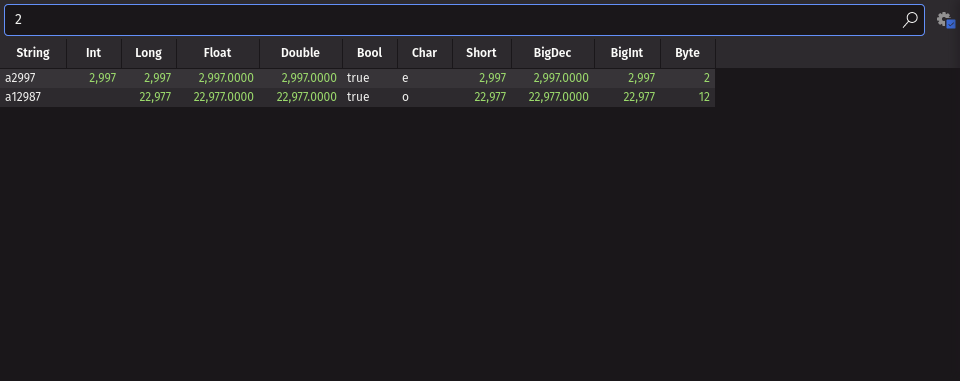 2
String Int Long Float Double Bool Char Short BigDec BigInt Byte
a2997 2,997 2,997 2,997.0000 2,997.0000 true e 2,997 2,997.0000 2,997 2
a12987 22,977 22,977.0000 22,977.0000 true o 22,977 22,977.0000 22,977 12